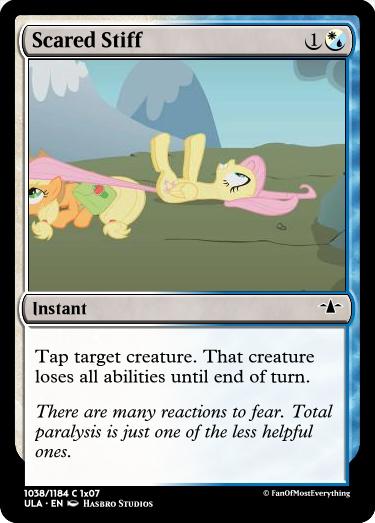 Scared Stiff 1
Instant
Tap target creature. That creature
loses all abilities until end of turn.
There are many reactions to fear. Total
paralysis is just one of the less helpful
ones.
1038/1184 C 1x07
ULA • EN HASBRO STUDIOS
© FanOfMostEverything